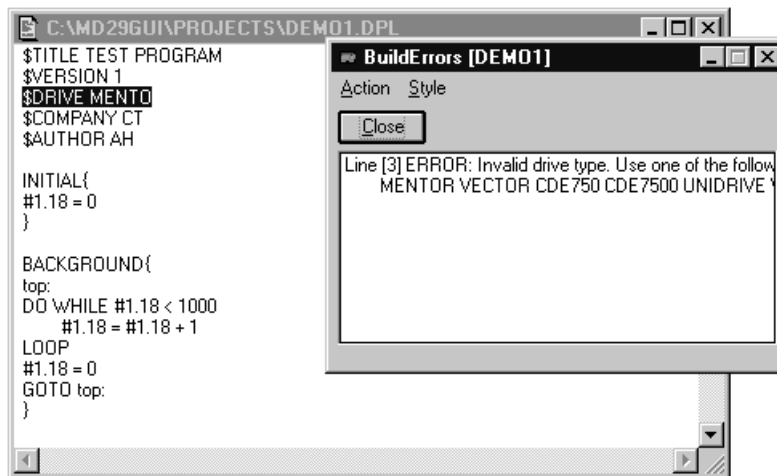 C:\MD29GUI\PROJECTS\DEMO1.DPL
$TITLE TEST PROGRAM
$VERSION 1
$DRIVE MENTO
$COMPANY CT
$AUTHOR AH
INITIAL{
#1.18 = 0
}
BACKGROUND{
top:
DO WHILE #1.18 < 1000
#1.18 = #1.18 + 1
LOOP
#1.18 = 0
GOTO top:
}
BuildErrors [DEMO1]
Action Style
Close
Line [3] ERROR: Invalid drive type. Use one of the follow
MENTOR VECTOR CDE750 CDE7500 UNIDRIVE